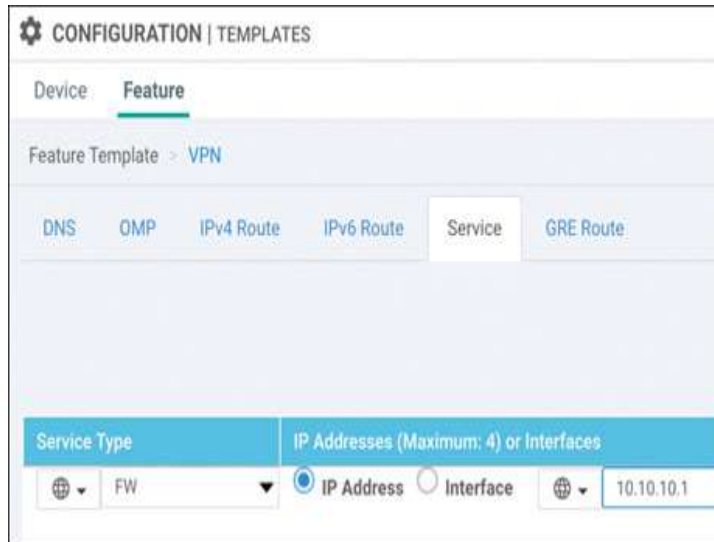 CONFIGURATION | TEMPLATES
Device Feature
Feature Template > VPN
DNS OMP IPv4 Route IPv6 Route Service GRE Route
Service Type IP Addresses (Maximum: 4) or Interfaces
FW IP Address Interface 10.10.10.1